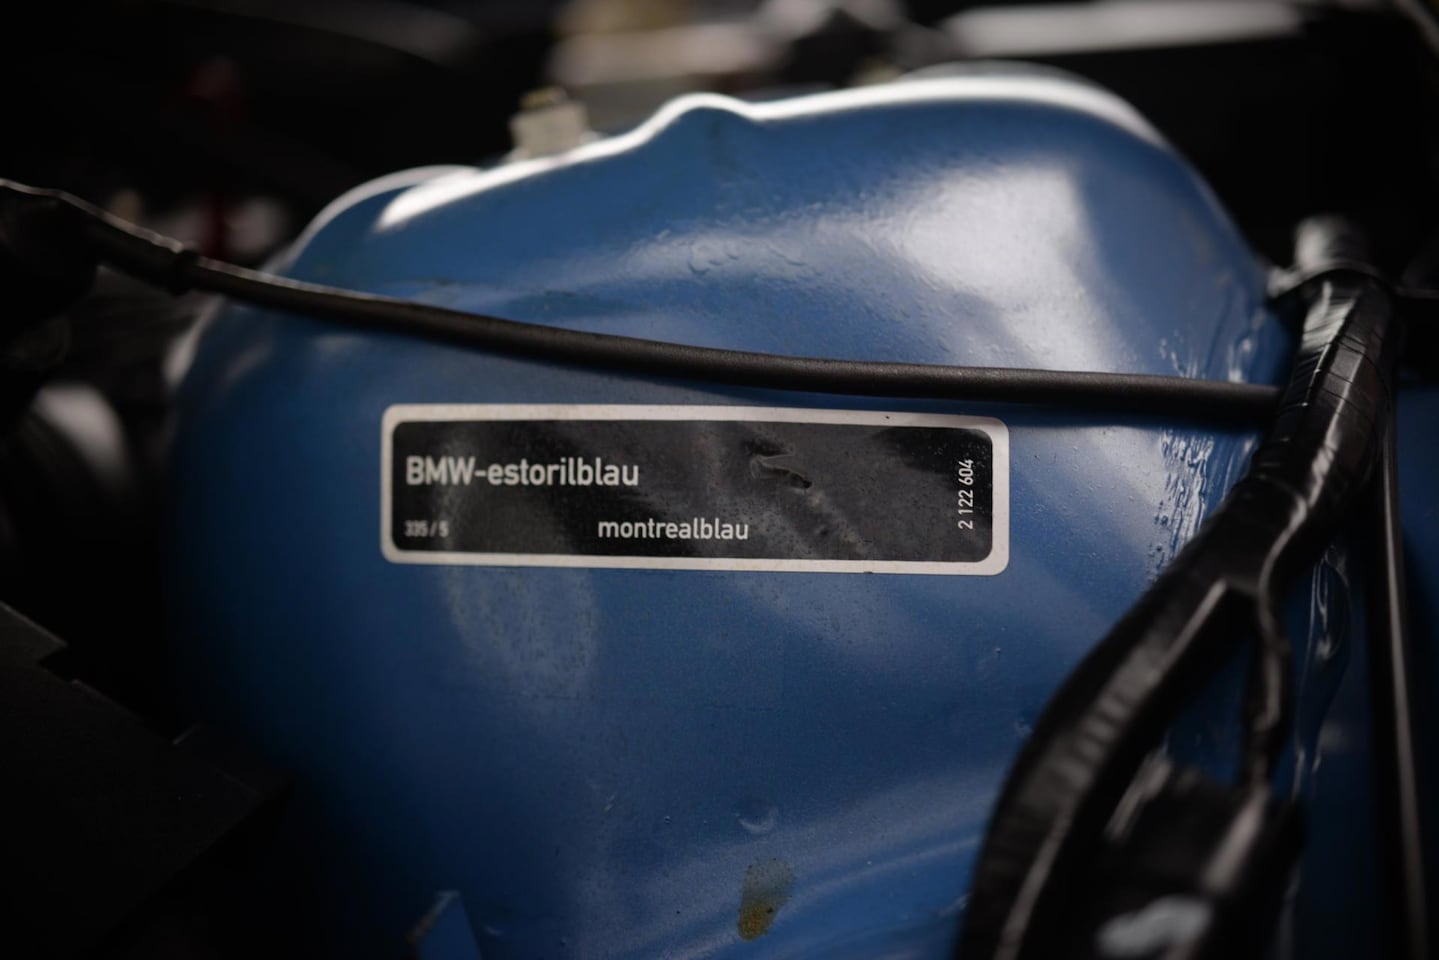 BMW-estorilblau
335 / 5
montrealblau
2 122 604